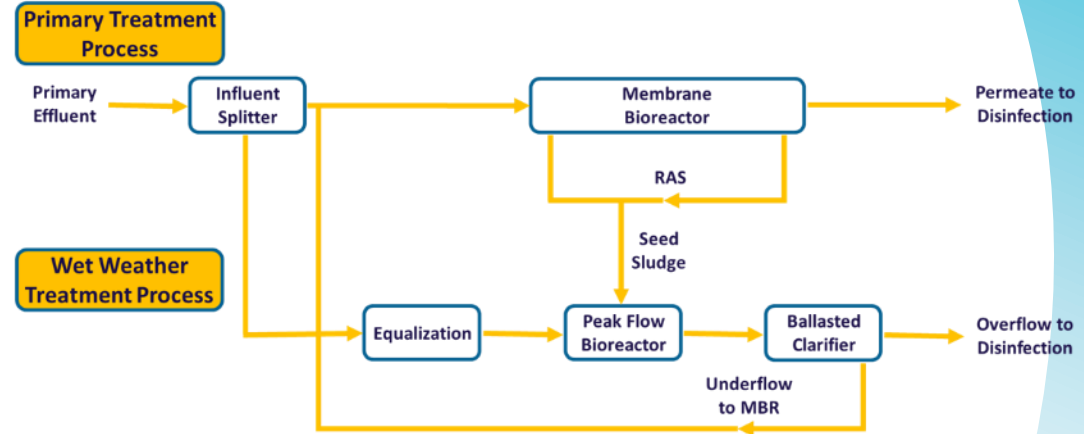 Primary Treatment
Process
Primary
Effluent
Influent
Splitter
Membrane
Bioreactor
Permeate to
Disinfection
RAS
Seed
Sludge
Wet Weather
Treatment Process
Equalization
Peak Flow
Bioreactor
Ballasted
Clarifier
Overflow to
Disinfection
Underflow
to MBR